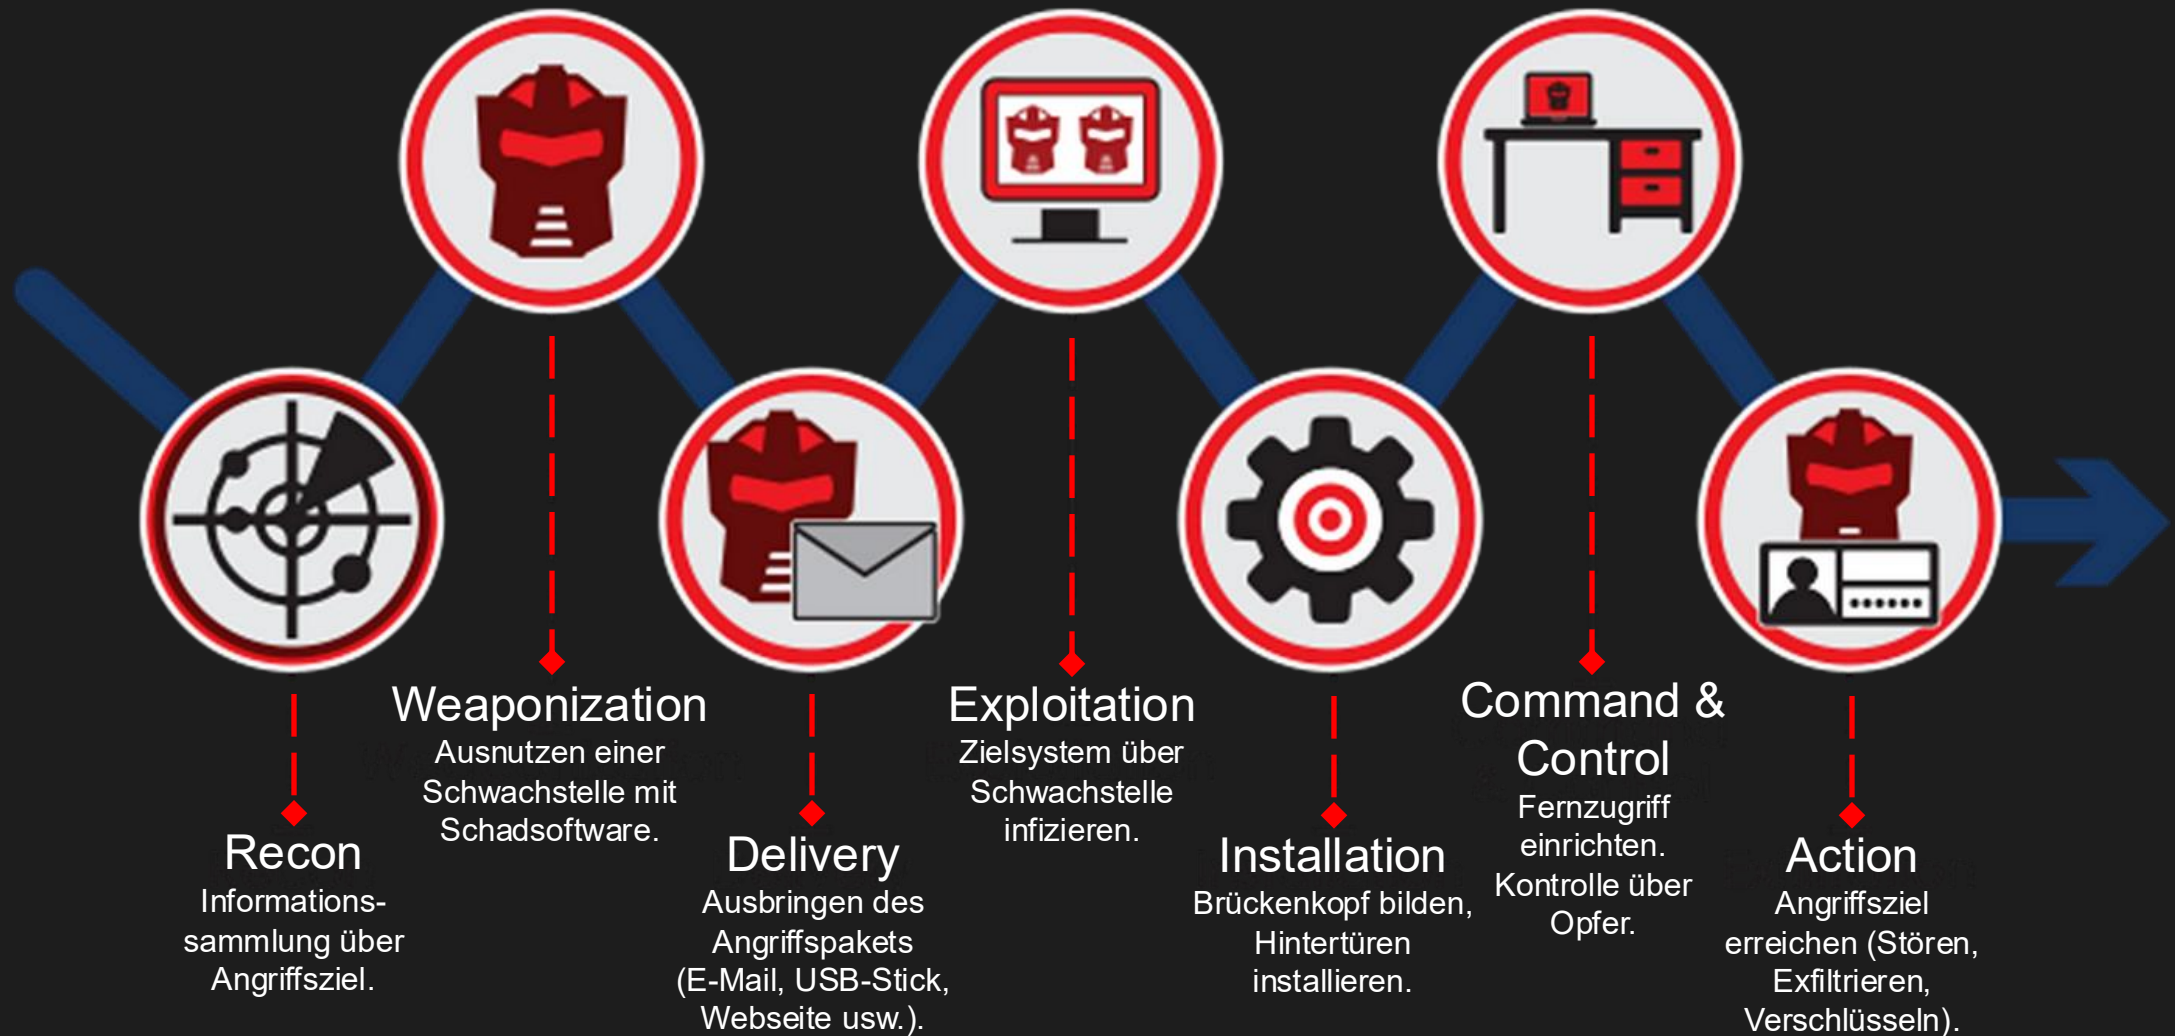 Recon
Informations-
sammlung über
Angriffsziel.
Weaponization
Ausnutzen einer
Schwachstelle mit
Schadsoftware.
Delivery
Ausbringen des
Angriffspakets
(E-Mail, USB-Stick,
Webseite usw.).
Exploitation
Zielsystem über
Schwachstelle
infizieren.
Installation
Brückenkopf bilden,
Hintertüren
installieren.
Command &
Control
Fernzugriff
einrichten.
Kontrolle über
Opfer.
Action
Angriffsziel
erreichen (Stören,
Exfiltrieren,
Verschlüsseln).